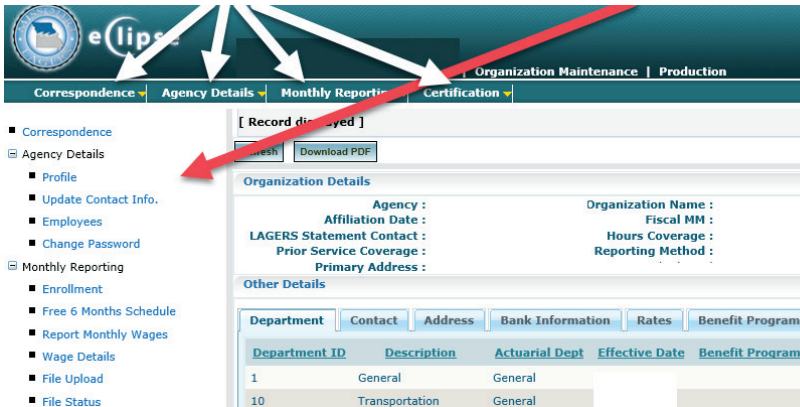 eclipse
| Organization Maintenance | Production
Correspondence Agency Details Monthly Reporting Certification
Correspondence
Agency Details
Profile
Update Contact Info.
Employees
Change Password
Monthly Reporting
Enrollment
Free 6 Months Schedule
Report Monthly Wages
Wage Details
File Upload
File Status
[ Record displayed ]
Refresh Download PDF
Organization Details
Agency : Organization Name :
Affiliation Date : Fiscal MM :
LAGERS Statement Contact : Hours Coverage :
Prior Service Coverage : Reporting Method :
Primary Address :
Other Details
Department Contact Address Bank Information Rates Benefit Program
Department ID Description Actuarial Dept Effective Date Benefit Program
1 General General
10 Transportation General